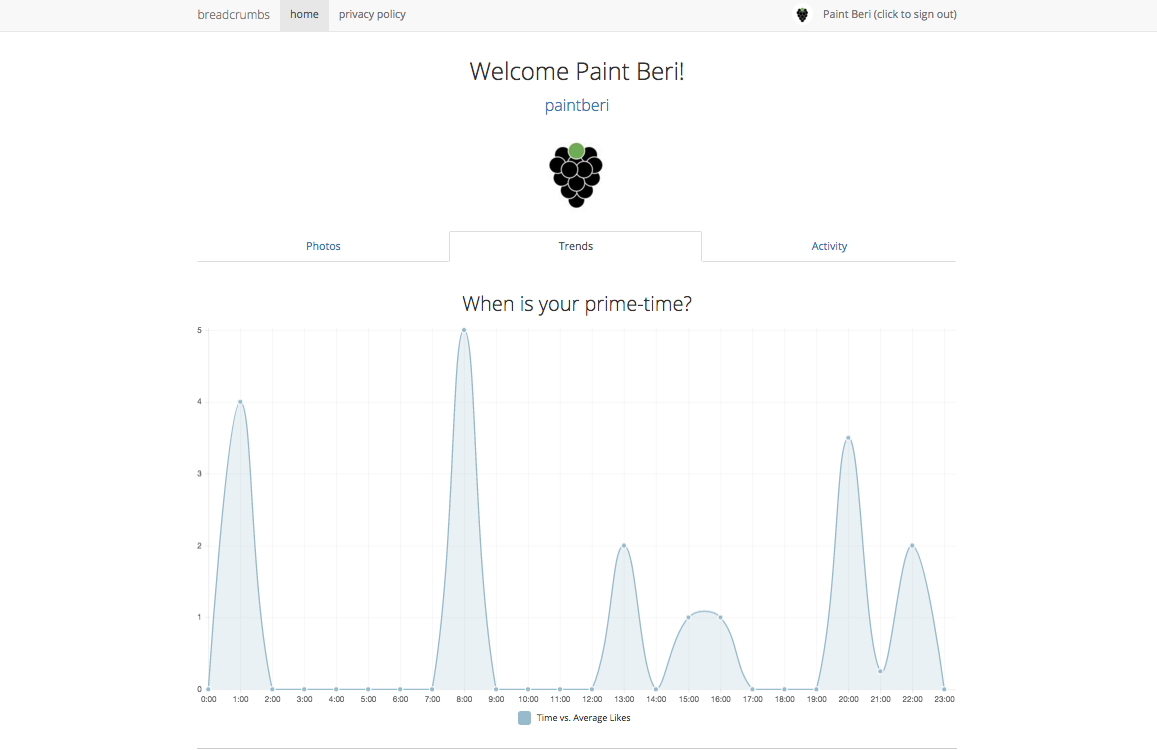 breadcrumbs home privacy policy Paint Beri (click to sign out)
Welcome Paint Beri!
paintberi
Photos Trends Activity
When is your prime-time?
5
4
3
2
1
0
0:00 1:00 2:00 3:00 4:00 5:00 6:00 7:00 8:00 9:00 10:00 11:00 12:00 13:00 14:00 15:00 16:00 17:00 18:00 19:00 20:00 21:00 22:00 23:00
Time vs. Average Likes